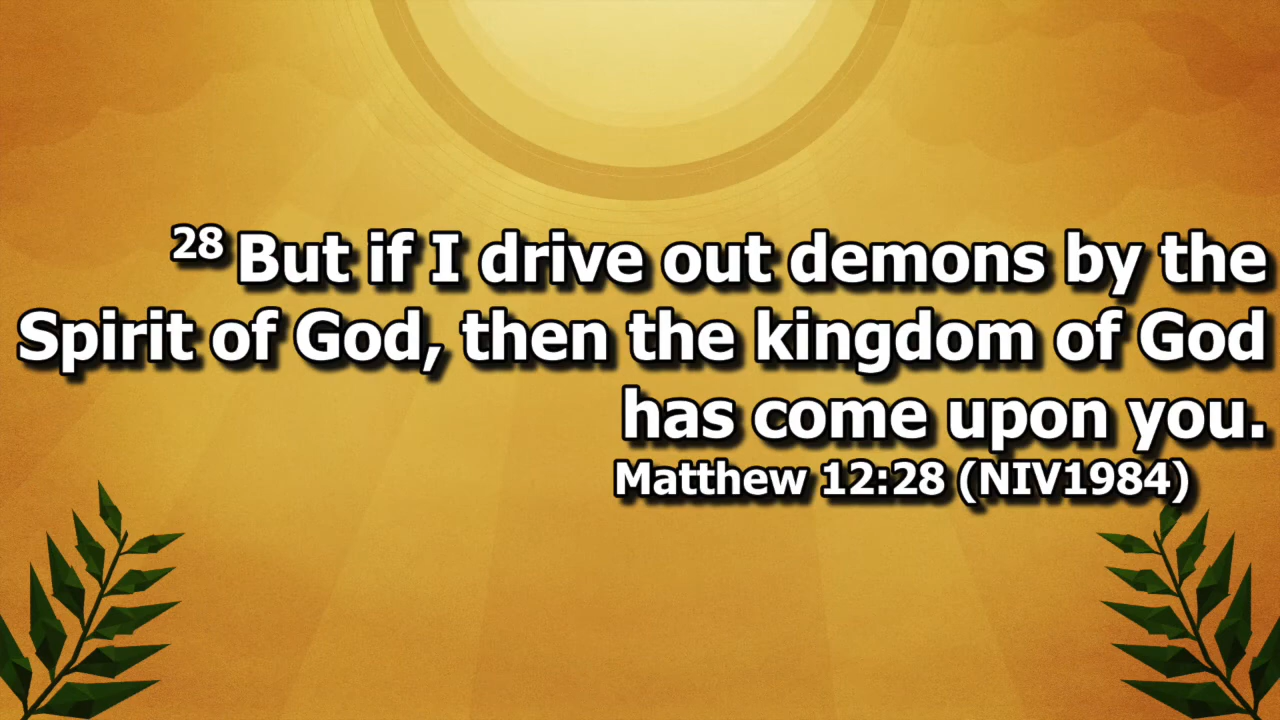 28 But if I drive out demons by the
Spirit of God, then the kingdom of God
has come upon you.
Matthew 12:28 (NIV1984)